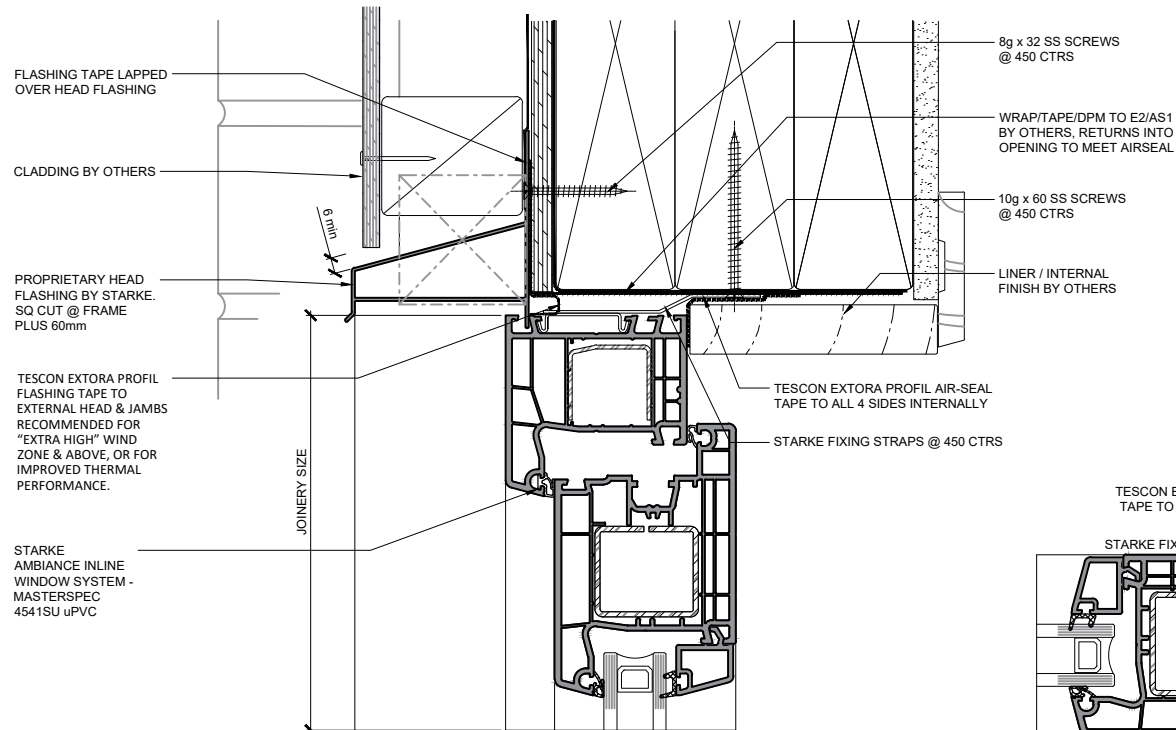 FLASHING TAPE LAPPED
OVER HEAD FLASHING
CLADDING BY OTHERS
6 min
PROPRIETARY HEAD
FLASHING BY STARKE.
SQ CUT @ FRAME
PLUS 60mm
TESCON EXTORA PROFIL
FLASHING TAPE TO
EXTERNAL HEAD & JAMBS
RECOMMENDED FOR
“EXTRA HIGH” WIND
ZONE & ABOVE, OR FOR
IMPROVED THERMAL
PERFORMANCE.
JOINERY SIZE
STARKE
AMBIANCE INLINE
WINDOW SYSTEM -
MASTERSPEC
4541SU uPVC
8g x 32 SS SCREWS
@ 450 CTRS
WRAP/TAPE/DPM TO E2/AS1
BY OTHERS, RETURNS INTO
OPENING TO MEET AIRSEAL
10g x 60 SS SCREWS
@ 450 CTRS
LINER / INTERNAL
FINISH BY OTHERS
TESCON EXTORA PROFIL AIR-SEAL
TAPE TO ALL 4 SIDES INTERNALLY
STARKE FIXING STRAPS @ 450 CTRS
TESCON E
TAPE TO
STARKE FIX